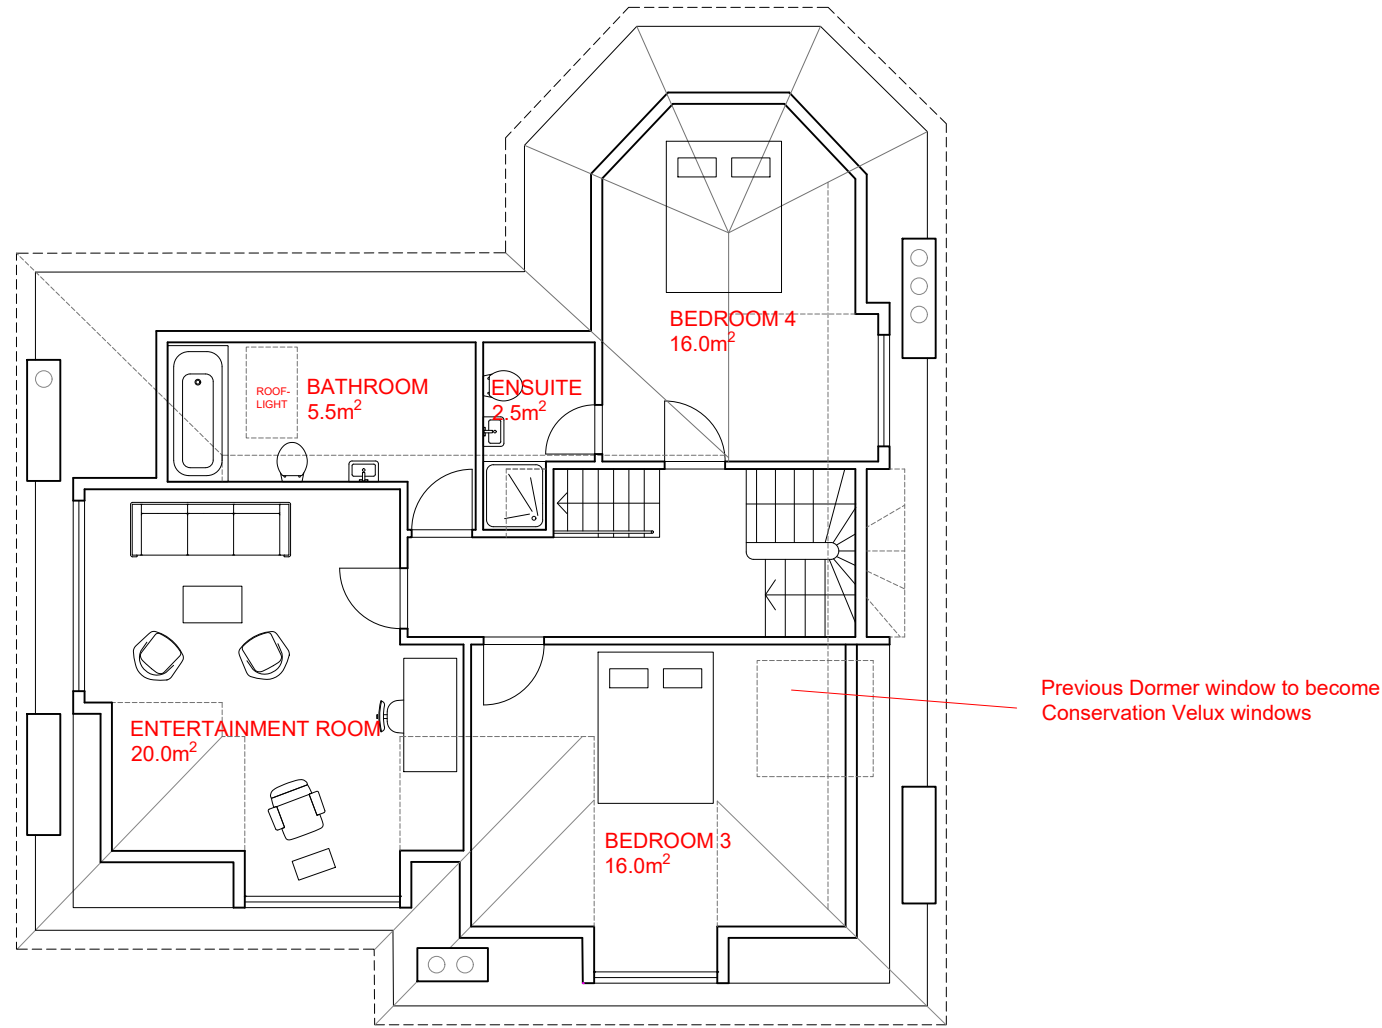 BEDROOM 4
16.0m²
ROOF-
LIGHT
BATHROOM
5.5m²
ENSUITE
2.5m²
Previous Dormer window to become
Conservation Velux windows
ENTERTAINMENT ROOM
20.0m²
BEDROOM 3
16.0m²